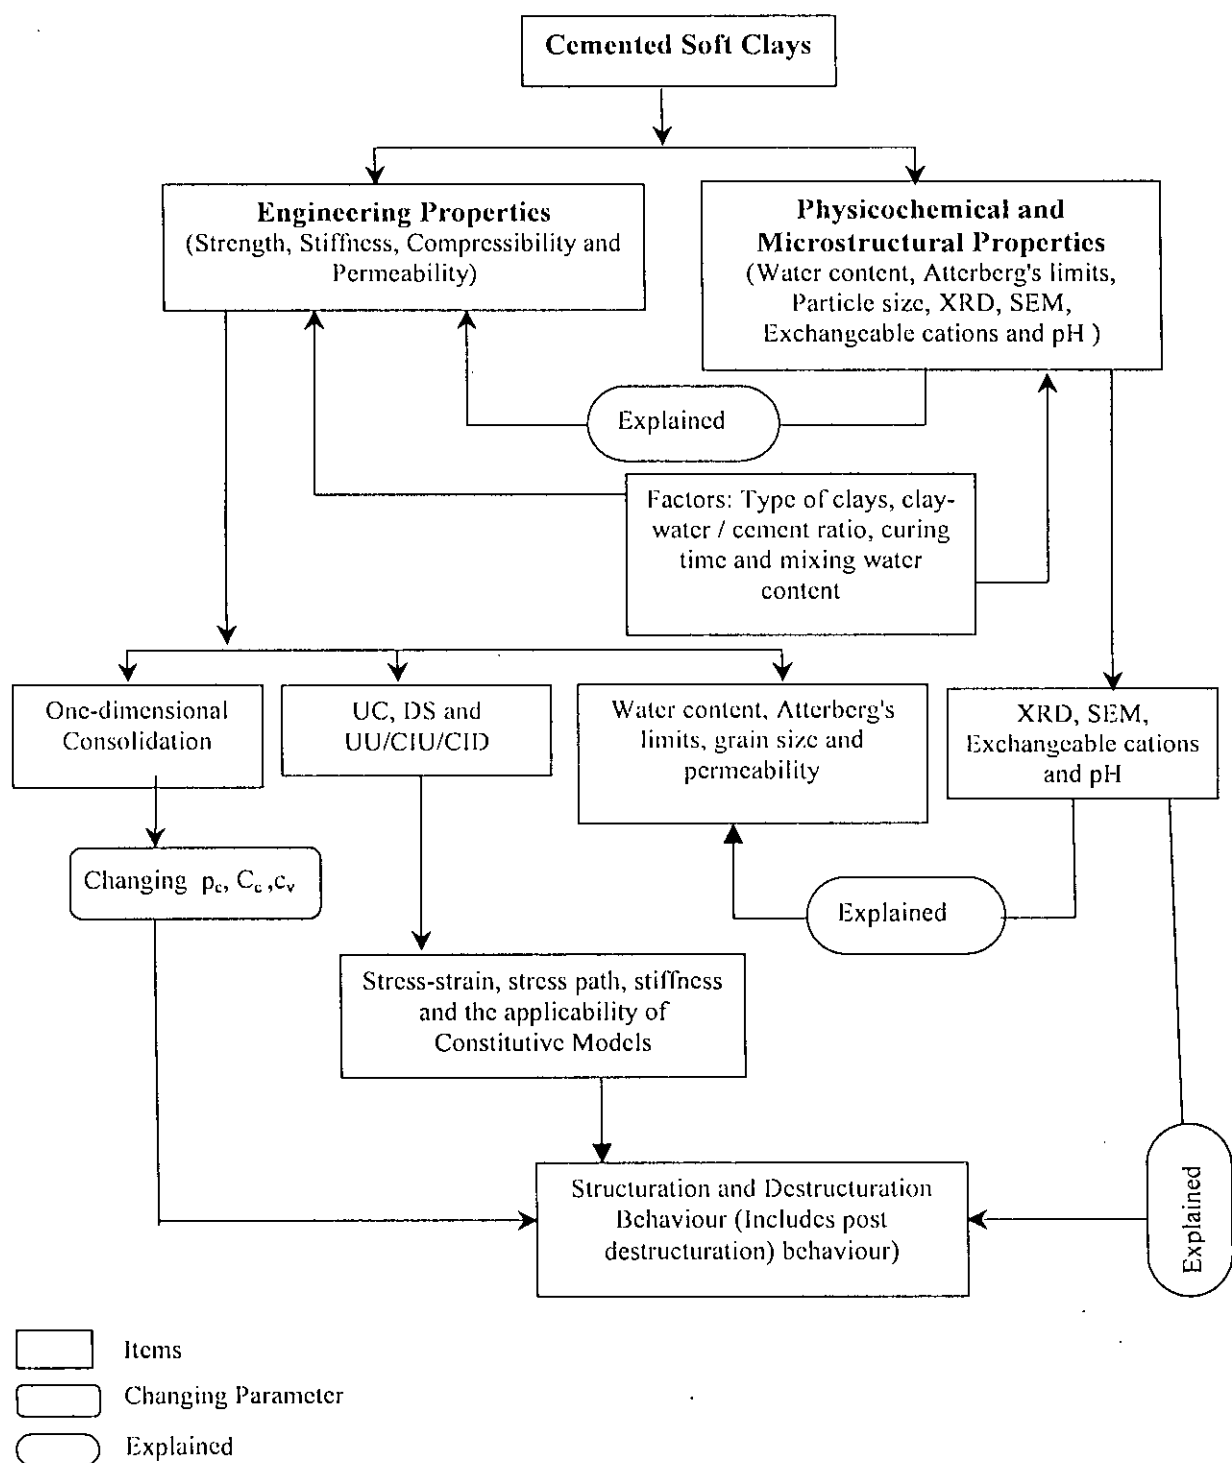 Cemented Soft Clays
Engineering Properties
(Strength, Stiffness, Compressibility and
Permeability)
Physicochemical and
Microstructural Properties
(Water content, Atterberg's limits,
Particle size, XRD, SEM,
Exchangeable cations and pH )
Explained
Factors: Type of clays, clay-
water / cement ratio, curing
time and mixing water
content
One-dimensional
Consolidation
UC, DS and
UU/CIU/CID
Water content, Atterberg's
limits, grain size and
permeability
XRD, SEM,
Exchangeable cations
and pH
Changing p_c, C_c ,c_v
Explained
Stress-strain, stress path, stiffness
and the applicability of
Constitutive Models
Structuration and Destructuration
Behaviour (Includes post
destructuration) behaviour)
Explained
Items
Changing Parameter
Explained